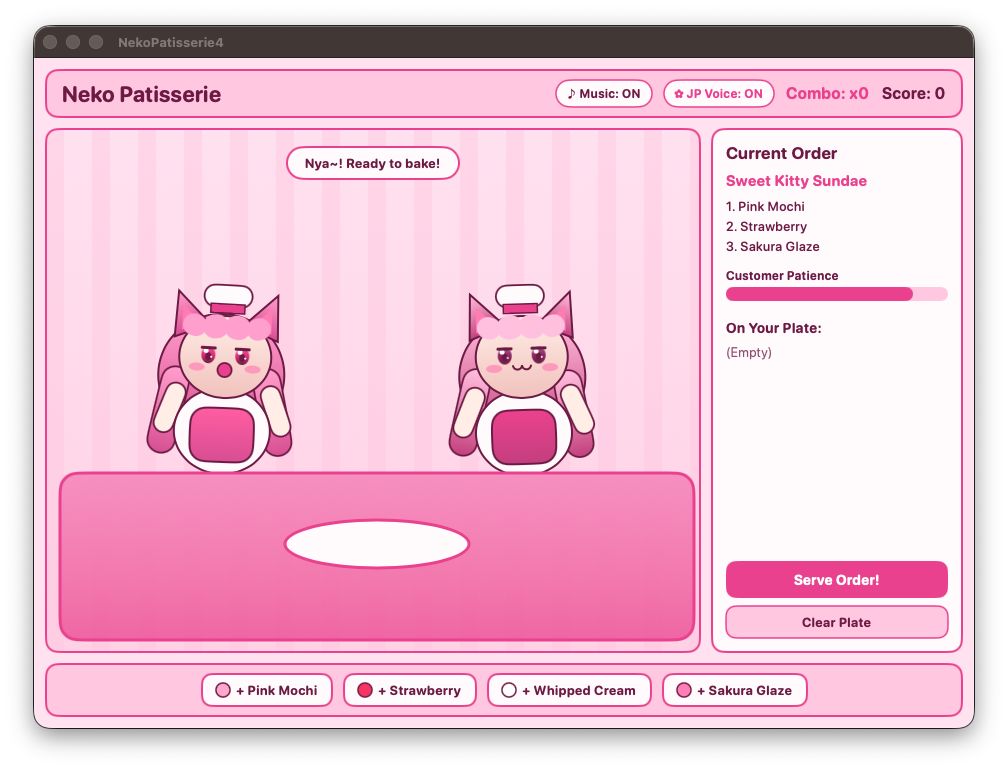 NekoPatisserie4
Neko Patisserie
♪ Music: ON
✿ JP Voice: ON
Combo: x0
Score: 0
Nya~! Ready to bake!
Current Order
Sweet Kitty Sundae
1. Pink Mochi
2. Strawberry
3. Sakura Glaze
Customer Patience
On Your Plate:
(Empty)
Serve Order!
Clear Plate
+ Pink Mochi
+ Strawberry
+ Whipped Cream
+ Sakura Glaze